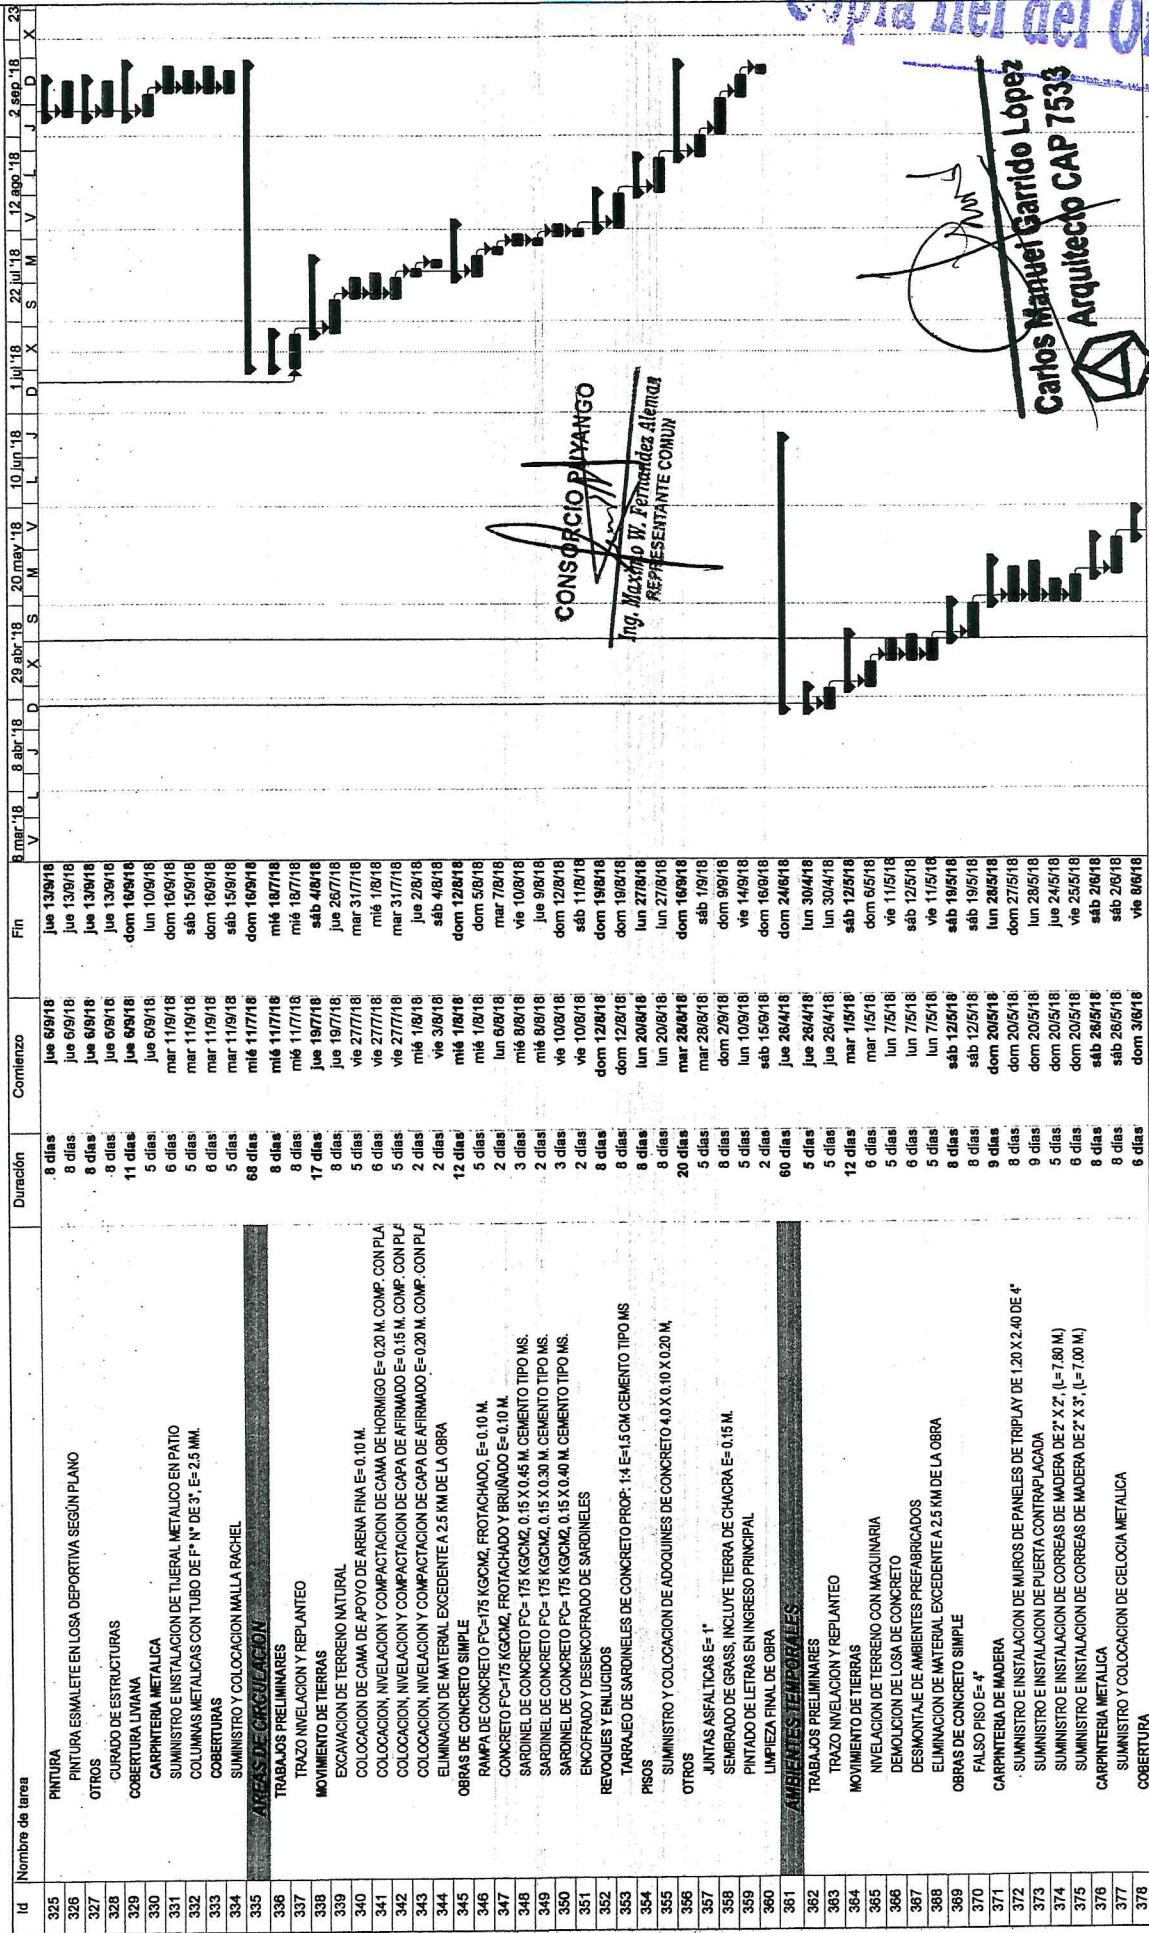 Id Nombre de tarea Duración Comienzo Fin
8 mar '18 8 abr '18 29 abr '18 20 may '18 10 jun '18 1 jul '18 22 jul '18 12 ago '18 2 sep '18 23
V L J D X S M V L J D X S M V L J D X
325 PINTURA 8 días jue 6/9/18 jue 13/9/18
326 PINTURA ESMALETE EN LOSA DEPORTIVA SEGÚN PLANO 8 días jue 6/9/18 jue 13/9/18
327 OTROS 8 días jue 6/9/18 jue 13/9/18
328 CURADO DE ESTRUCTURAS 8 días jue 6/9/18 jue 13/9/18
329 COBERTURA LIVIANA 11 días jue 6/9/18 dom 16/9/18
330 CARPINTERIA METALICA 5 días jue 6/9/18 lun 10/9/18
331 SUMINISTRO E INSTALACION DE TIJERAL METALICO EN PATIO 6 días mar 11/9/18 dom 16/9/18
332 COLUMNAS METALICAS CON TUBO DE F° N° DE 3", E= 2.5 MM. 5 días mar 11/9/18 sáb 15/9/18
333 COBERTURAS 6 días mar 11/9/18 dom 16/9/18
334 SUMINISTRO Y COLOCACION MALLA RACHEL 5 días mar 11/9/18 sáb 15/9/18
335 AREAS DE CIRCULACION 68 días mié 11/7/18 dom 16/9/18
336 TRABAJOS PRELIMINARES 8 días mié 11/7/18 mié 18/7/18
337 TRAZO NIVELACION Y REPLANTEO 8 días mié 11/7/18 mié 18/7/18
338 MOVIMIENTO DE TIERRAS 17 días jue 19/7/18 sáb 4/8/18
339 EXCAVACION DE TERRENO NATURAL 8 días jue 19/7/18 jue 26/7/18
340 COLOCACION DE CAMA DE APOYO DE ARENA FINA E= 0.10 M. 5 días vie 27/7/18 mar 31/7/18
341 COLOCACION, NIVELACION Y COMPACTACION DE CAMA DE HORMIGO E= 0.20 M. COMP. CON PLA 6 días vie 27/7/18 mié 1/8/18
342 COLOCACION, NIVELACION Y COMPACTACION DE CAPA DE AFIRMADO E= 0.15 M. COMP. CON PLA 5 días vie 27/7/18 mar 31/7/18
343 COLOCACION, NIVELACION Y COMPACTACION DE CAPA DE AFIRMADO E= 0.20 M. COMP. CON PLA 2 días mié 1/8/18 jue 2/8/18
344 ELIMINACION DE MATERIAL EXCEDENTE A 2.5 KM DE LA OBRA 2 días vie 3/8/18 sáb 4/8/18
345 OBRAS DE CONCRETO SIMPLE 12 días mié 1/8/18 dom 12/8/18
346 RAMPA DE CONCRETO F'C=175 KG/CM2, FROTACHADO, E= 0.10 M. 5 días mié 1/8/18 dom 5/8/18
347 CONCRETO F'C=175 KG/CM2, FROTACHADO Y BRUÑADO E= 0.10 M. 2 días lun 6/8/18 mar 7/8/18
348 SARDINEL DE CONCRETO F'C= 175 KG/CM2, 0.15 X 0.45 M. CEMENTO TIPO MS. 3 días mié 8/8/18 vie 10/8/18
349 SARDINEL DE CONCRETO F'C= 175 KG/CM2, 0.15 X 0.30 M. CEMENTO TIPO MS. 2 días mié 8/8/18 jue 9/8/18
350 SARDINEL DE CONCRETO F'C= 175 KG/CM2, 0.15 X 0.40 M. CEMENTO TIPO MS. 3 días vie 10/8/18 dom 12/8/18
351 ENCOFRADO Y DESENCOFRADO DE SARDINELES 2 días vie 10/8/18 sáb 11/8/18
352 REVOQUES Y ENLUCIDOS 8 días dom 12/8/18 dom 19/8/18
353 TARRAJEO DE SARDINELES DE CONCRETO PROP: 1:4 E=1.5 CM CEMENTO TIPO MS 8 días dom 12/8/18 dom 19/8/18
354 PISOS 8 días lun 20/8/18 lun 27/8/18
355 SUMINISTRO Y COLOCACION DE ADOQUINES DE CONCRETO 4.0 X 0.10 X 0.20 M, 8 días lun 20/8/18 lun 27/8/18
356 OTROS 20 días mar 28/8/18 dom 16/9/18
357 JUNTAS ASFALTICAS E= 1" 5 días mar 28/8/18 sáb 1/9/18
358 SEMBRADO DE GRASS, INCLUYE TIERRA DE CHACRA E= 0.15 M. 8 días dom 2/9/18 dom 9/9/18
359 PINTADO DE LETRAS EN INGRESO PRINCIPAL 5 días lun 10/9/18 vie 14/9/18
360 LIMPIEZA FINAL DE OBRA 2 días sáb 15/9/18 dom 16/9/18
361 AMBIENTES TEMPORALES 60 días jue 26/4/18 dom 24/6/18
362 TRABAJOS PRELIMINARES 5 días jue 26/4/18 lun 30/4/18
363 TRAZO NIVELACION Y REPLANTEO 5 días jue 26/4/18 lun 30/4/18
364 MOVIMIENTO DE TIERRAS 12 días mar 1/5/18 sáb 12/5/18
365 NIVELACION DE TERRENO CON MAQUINARIA 6 días mar 1/5/18 dom 6/5/18
366 DEMOLICION DE LOSA DE CONCRETO 5 días lun 7/5/18 vie 11/5/18
367 DESMONTAJE DE AMBIENTES PREFABRICADOS 6 días lun 7/5/18 sáb 12/5/18
368 ELIMINACION DE MATERIAL EXCEDENTE A 2.5 KM DE LA OBRA 5 días lun 7/5/18 vie 11/5/18
369 OBRAS DE CONCRETO SIMPLE 8 días sáb 12/5/18 sáb 19/5/18
370 FALSO PISO E= 4" 8 días sáb 12/5/18 sáb 19/5/18
371 CARPINTERIA DE MADERA 9 días dom 20/5/18 lun 28/5/18
372 SUMINISTRO E INSTALACION DE MUROS DE PANELES DE TRIPLAY DE 1.20 X 2.40 DE 4" 8 días dom 20/5/18 dom 27/5/18
373 SUMINISTRO E INSTALACION DE PUERTA CONTRAPLACADA 9 días dom 20/5/18 lun 28/5/18
374 SUMINISTRO E INSTALACION DE CORREAS DE MADERA DE 2" X 2", (L= 7.80 M.) 5 días dom 20/5/18 jue 24/5/18
375 SUMINISTRO E INSTALACION DE CORREAS DE MADERA DE 2" X 3", (L= 7.00 M.) 6 días dom 20/5/18 vie 25/5/18
376 CARPINTERIA METALICA 8 días sáb 26/5/18 sáb 2/6/18
377 SUMINISTRO Y COLOCACION DE CELOCIA METALICA 8 días sáb 26/5/18 sáb 2/6/18
378 COBERTURA 6 días dom 3/6/18 vie 8/6/18
CONSORCIO PUYANGO
Ing. Maximo W. Fernandez Aleman
REPRESENTANTE COMUN
Carlos Manuel Garrido López
Arquitecto CAP 7533
Copia fiel del